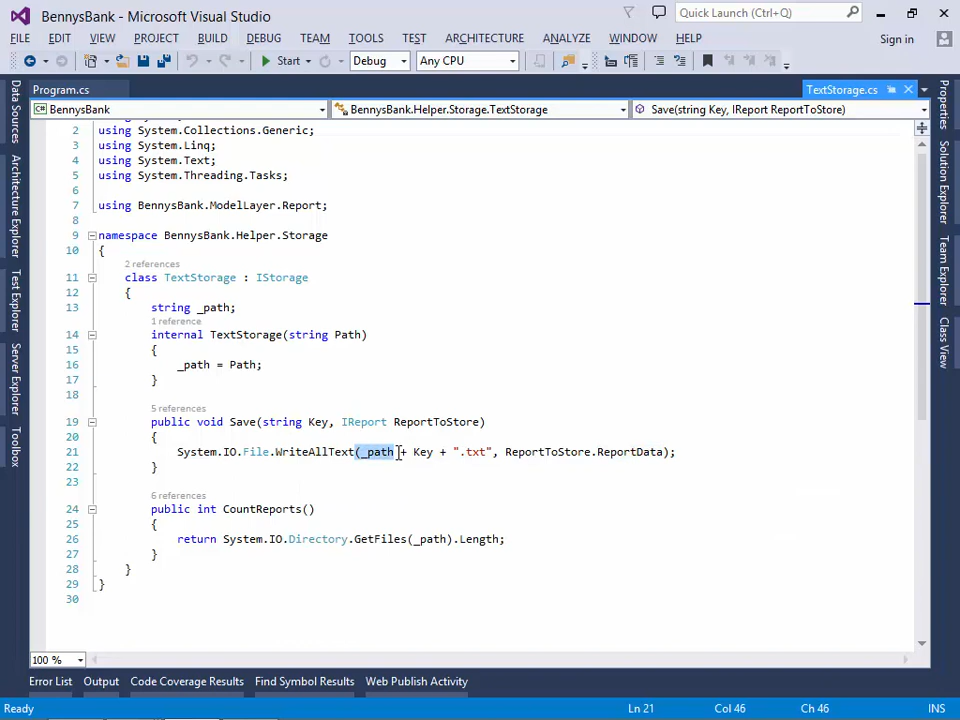 BennysBank - Microsoft Visual Studio
Quick Launch (Ctrl+Q)
FILE EDIT VIEW PROJECT BUILD DEBUG TEAM TOOLS TEST ARCHITECTURE ANALYZE WINDOW HELP Sign in
Start Debug Any CPU
Program.cs TextStorage.cs
BennysBank BennysBank.Helper.Storage.TextStorage Save(string Key, IReport ReportToStore)
2 using System.Collections.Generic;
3 using System.Linq;
4 using System.Text;
5 using System.Threading.Tasks;
6
7 using BennysBank.ModelLayer.Report;
8
9 namespace BennysBank.Helper.Storage
10 {
2 references
11 class TextStorage : IStorage
12 {
13 string _path;
1 reference
14 internal TextStorage(string Path)
15 {
16 _path = Path;
17 }
18
5 references
19 public void Save(string Key, IReport ReportToStore)
20 {
21 System.IO.File.WriteAllText(_path + Key + ".txt", ReportToStore.ReportData);
22 }
23
6 references
24 public int CountReports()
25 {
26 return System.IO.Directory.GetFiles(_path).Length;
27 }
28 }
29 }
30
Data Sources
Architecture Explorer
Test Explorer
Server Explorer
Toolbox
Properties
Solution Explorer
Team Explorer
Class View
100 %
Error List Output Code Coverage Results Find Symbol Results Web Publish Activity
Ready Ln 21 Col 46 Ch 46 INS